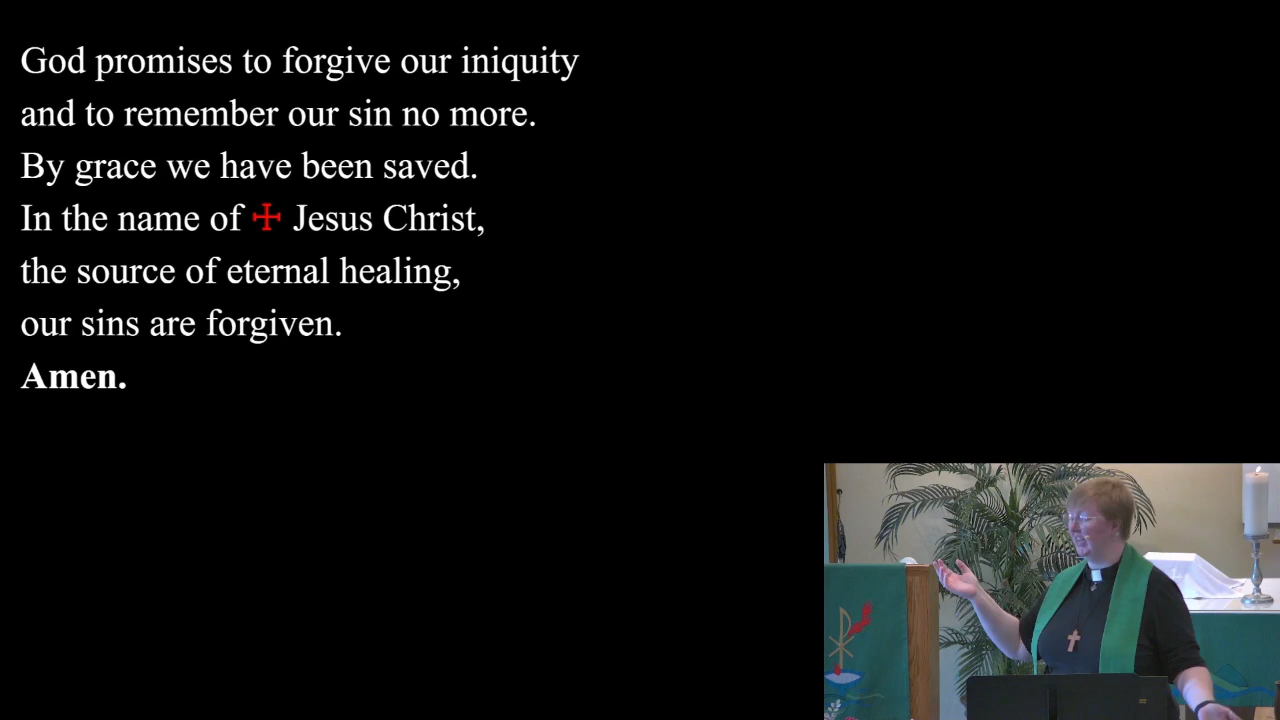 God promises to forgive our iniquity
and to remember our sin no more.
By grace we have been saved.
In the name of ☩ Jesus Christ,
the source of eternal healing,
our sins are forgiven.
Amen.